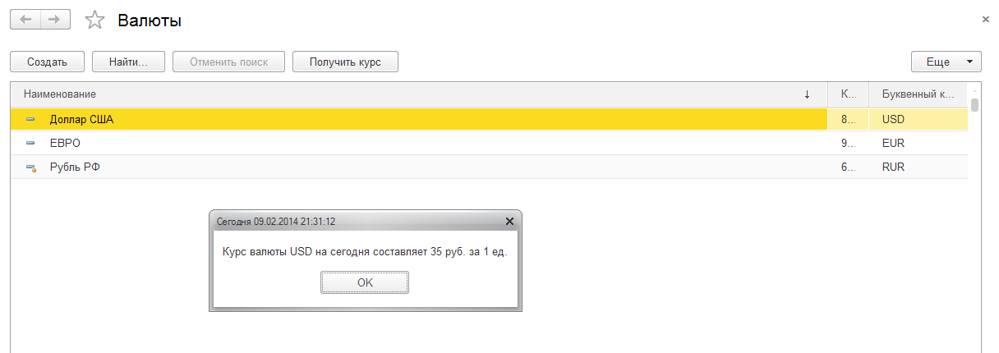 Валюты
Создать Найти... Отменить поиск Получить курс Еще
Наименование К... Буквенный к...
Доллар США 8... USD
ЕВРО 9... EUR
Рубль РФ 6... RUR
Сегодня 09.02.2014 21:31:12
Курс валюты USD на сегодня составляет 35 руб. за 1 ед.
OK